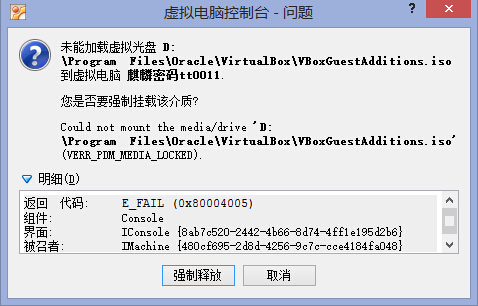 虚拟电脑控制台 - 问题
未能加载虚拟光盘 D:
\Program Files\Oracle\VirtualBox\VBoxGuestAdditions.iso
到虚拟电脑 麒麟密码tt0011.
您是否要强制挂载该介质?
Could not mount the media/drive 'D:
\Program Files\Oracle\VirtualBox\VBoxGuestAdditions.iso'
(VERR_PDM_MEDIA_LOCKED).
明细(D)
返回 代码: E_FAIL (0x80004005)
组件: Console
界面: IConsole {8ab7c520-2442-4b66-8d74-4ff1e195d2b6}
被召者: IMachine {480cf695-2d8d-4256-9c7c-cce4184fa048}
强制释放 取消